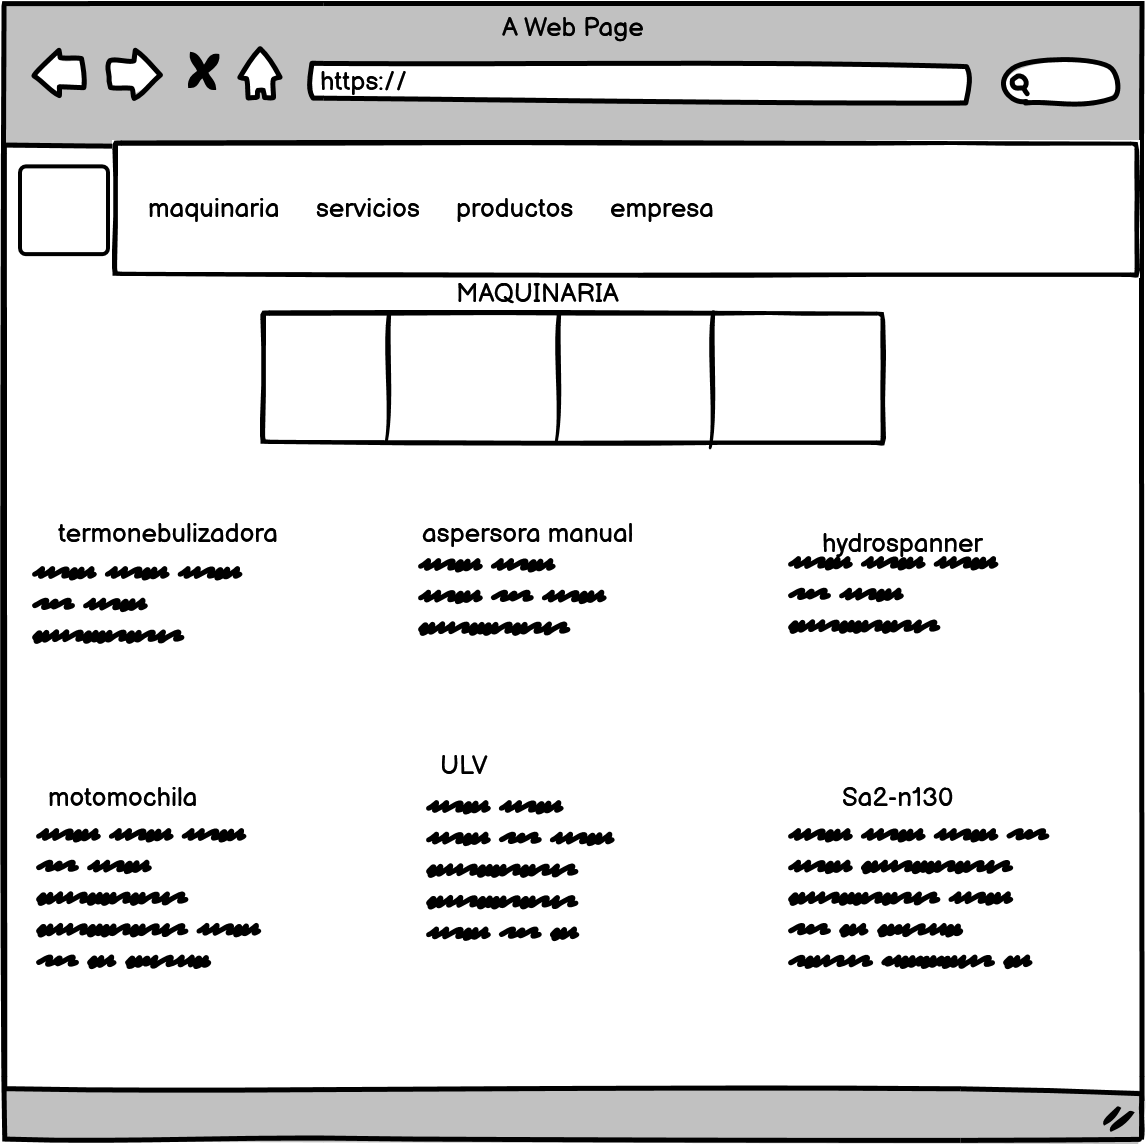 A Web Page
https://
maquinaria servicios productos empresa
MAQUINARIA
termonebulizadora
aspersora manual
hydrospanner
motomochila
ULV
Sa2-n130